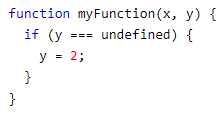 function myFunction(x, y) {
  if (y === undefined) {
    y = 2;
  }
}